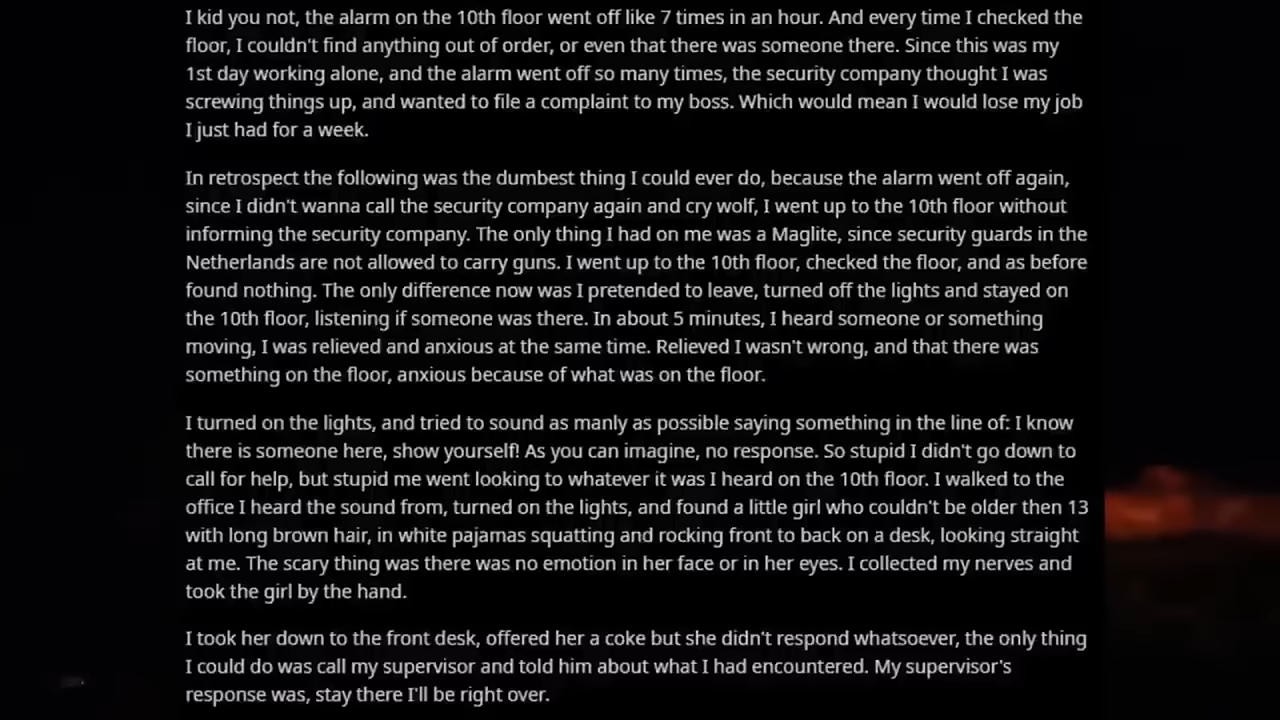 I kid you not, the alarm on the 10th floor went off like 7 times in an hour. And every time I checked the
floor, I couldn't find anything out of order, or even that there was someone there. Since this was my
1st day working alone, and the alarm went off so many times, the security company thought I was
screwing things up, and wanted to file a complaint to my boss. Which would mean I would lose my job
I just had for a week.
In retrospect the following was the dumbest thing I could ever do, because the alarm went off again,
since I didn't wanna call the security company again and cry wolf, I went up to the 10th floor without
informing the security company. The only thing I had on me was a Maglite, since security guards in the
Netherlands are not allowed to carry guns. I went up to the 10th floor, checked the floor, and as before
found nothing. The only difference now was I pretended to leave, turned off the lights and stayed on
the 10th floor, listening if someone was there. In about 5 minutes, I heard someone or something
moving, I was relieved and anxious at the same time. Relieved I wasn't wrong, and that there was
something on the floor, anxious because of what was on the floor.
I turned on the lights, and tried to sound as manly as possible saying something in the line of: I know
there is someone here, show yourself! As you can imagine, no response. So stupid I didn't go down to
call for help, but stupid me went looking to whatever it was I heard on the 10th floor. I walked to the
office I heard the sound from, turned on the lights, and found a little girl who couldn't be older then 13
with long brown hair, in white pajamas squatting and rocking front to back on a desk, looking straight
at me. The scary thing was there was no emotion in her face or in her eyes. I collected my nerves and
took the girl by the hand.
I took her down to the front desk, offered her a coke but she didn't respond whatsoever, the only thing
I could do was call my supervisor and told him about what I had encountered. My supervisor's
response was, stay there I'll be right over.